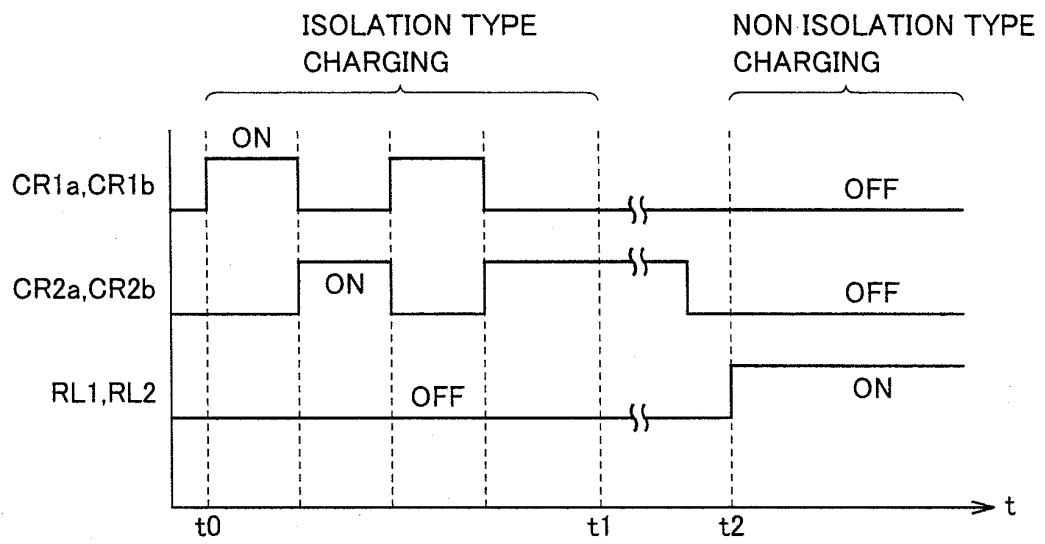 ISOLATION TYPE
CHARGING
NON ISOLATION TYPE
CHARGING
ON
CR1a,CR1b
OFF
CR2a,CR2b
ON
OFF
RL1,RL2
OFF
ON
t0
t1
t2
t